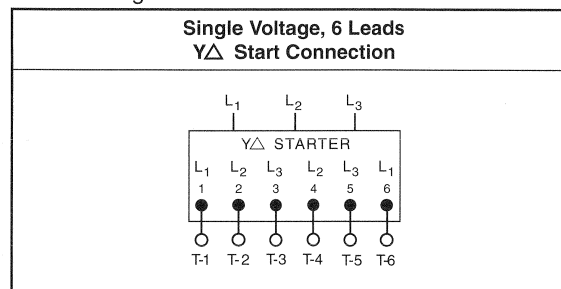 Single Voltage, 6 Leads
Y△ Start Connection
L1 L2 L3
Y△ STARTER
L1 L2 L3 L2 L3 L1
1 2 3 4 5 6
T-1 T-2 T-3 T-4 T-5 T-6